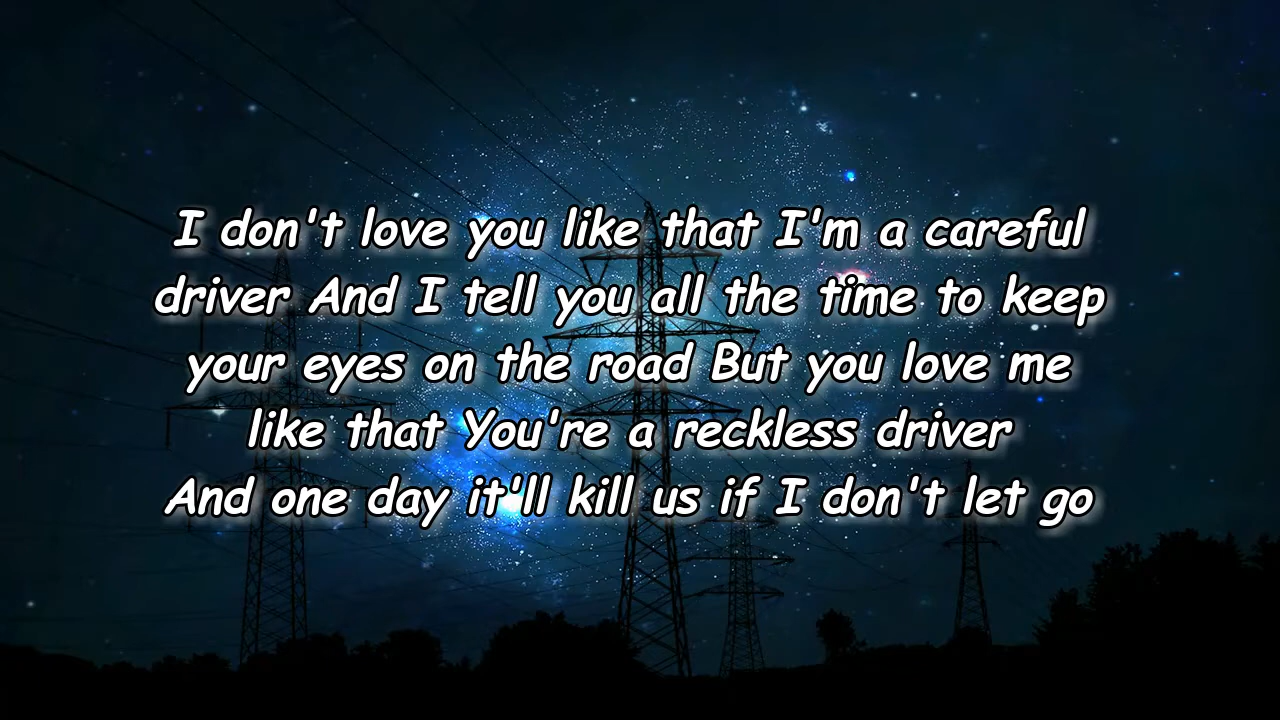 I don't love you like that I'm a careful
driver And I tell you all the time to keep
your eyes on the road But you love me
like that You're a reckless driver
And one day it'll kill us if I don't let go